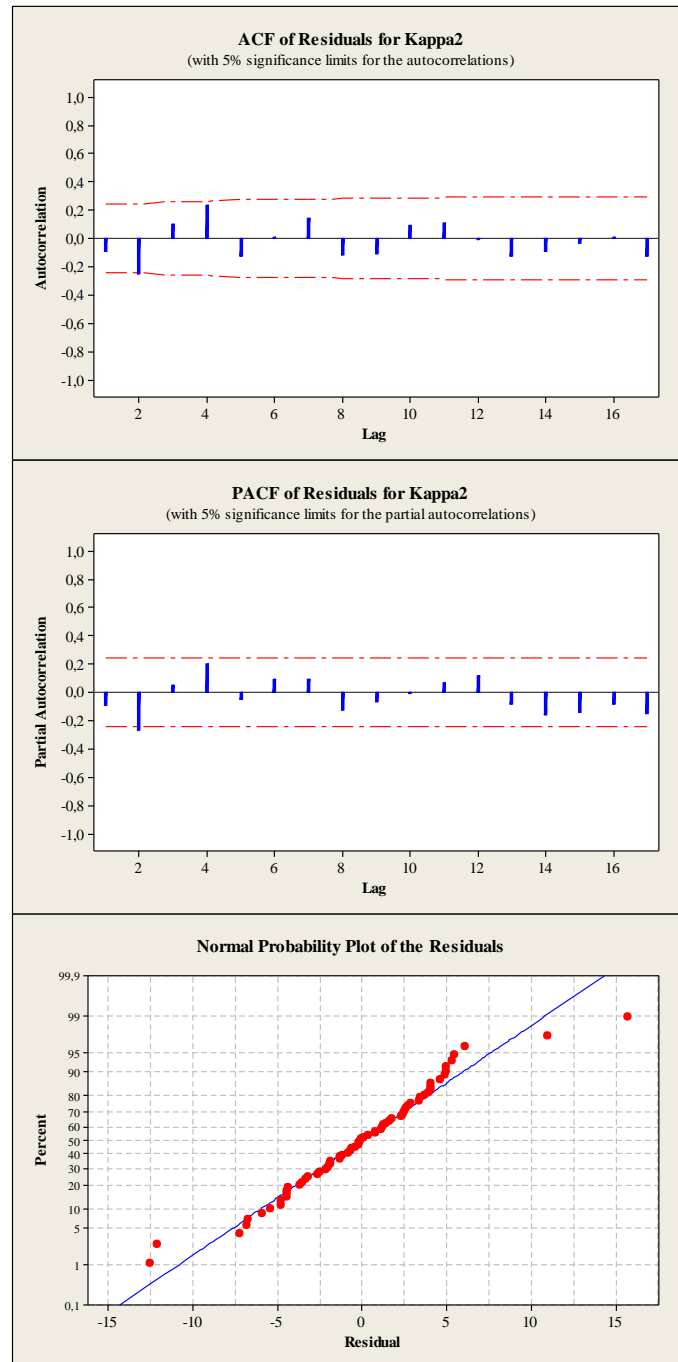 ACF of Residuals for Kappa2
(with 5% significance limits for the autocorrelations)
1,0
0,8
0,6
0,4
0,2
0,0
-0,2
-0,4
-0,6
-0,8
-1,0
Autocorrelation
2 4 6 8 10 12 14 16
Lag
PACF of Residuals for Kappa2
(with 5% significance limits for the partial autocorrelations)
1,0
0,8
0,6
0,4
0,2
0,0
-0,2
-0,4
-0,6
-0,8
-1,0
Partial Autocorrelation
2 4 6 8 10 12 14 16
Lag
Normal Probability Plot of the Residuals
99,9
99
95
90
80
70
60
50
40
30
20
10
5
1
0,1
Percent
-15 -10 -5 0 5 10 15
Residual